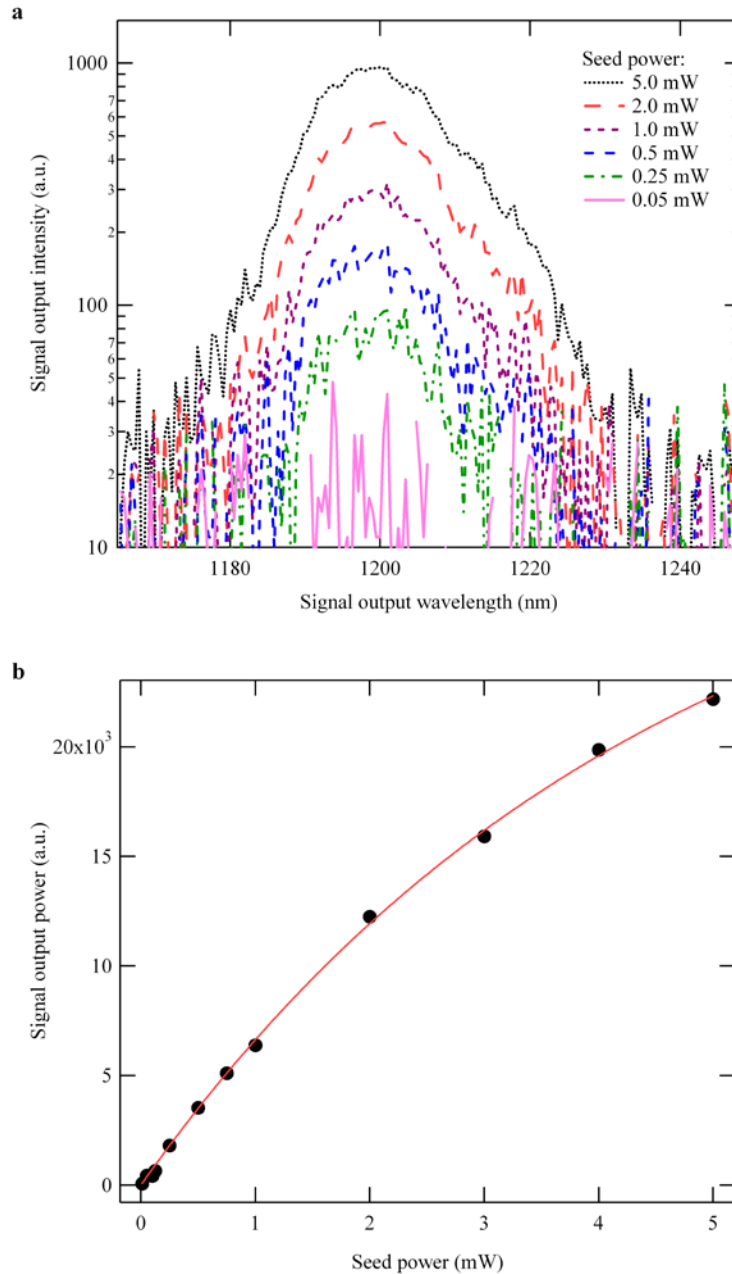 a
Signal output intensity (a.u.)
1000
7
6
5
4
3
2
100
7
6
5
4
3
2
10
Seed power:
5.0 mW
2.0 mW
1.0 mW
0.5 mW
0.25 mW
0.05 mW
1180
1200
1220
1240
Signal output wavelength (nm)
b
Signal output power (a.u.)
20x10³
15
10
5
0
0
1
2
3
4
5
Seed power (mW)